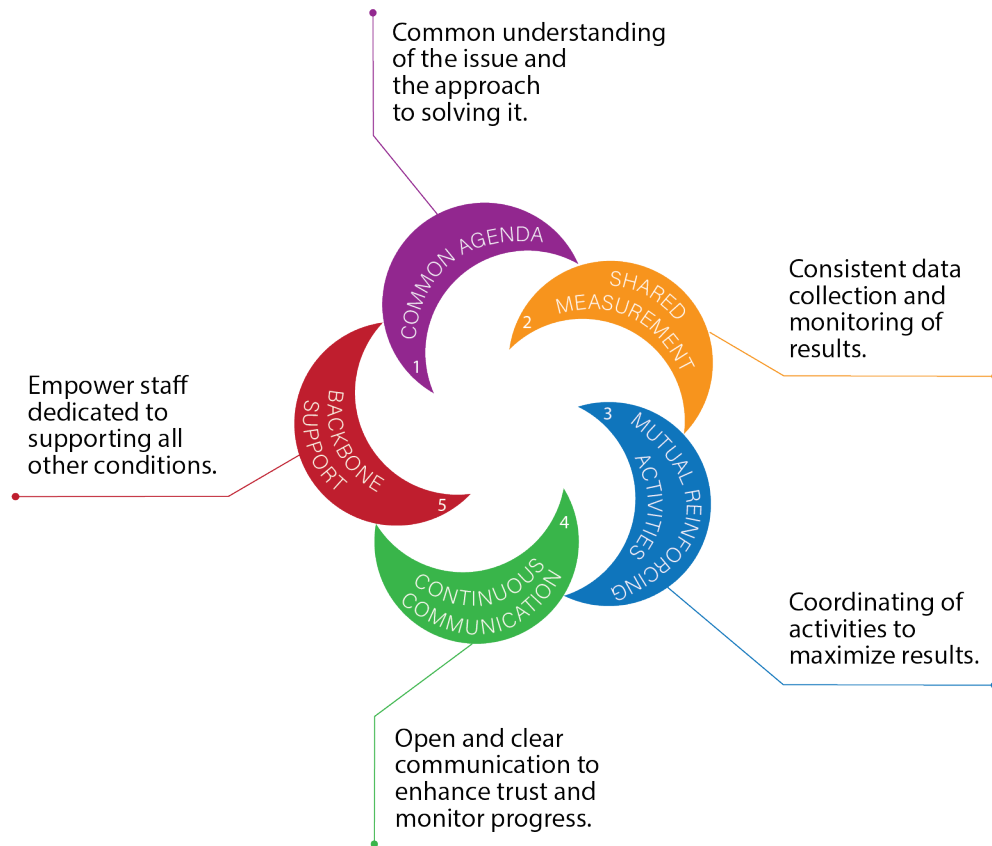 Common understanding
of the issue and
the approach
to solving it.
1
COMMON AGENDA
2
SHARED
MEASUREMENT
Consistent data
collection and
monitoring of
results.
3
MUTUAL REINFORCING
ACTIVITIES
Coordinating of
activities to
maximize results.
4
CONTINUOUS
COMMUNICATION
Open and clear
communication to
enhance trust and
monitor progress.
5
BACKBONE
SUPPORT
Empower staff
dedicated to
supporting all
other conditions.